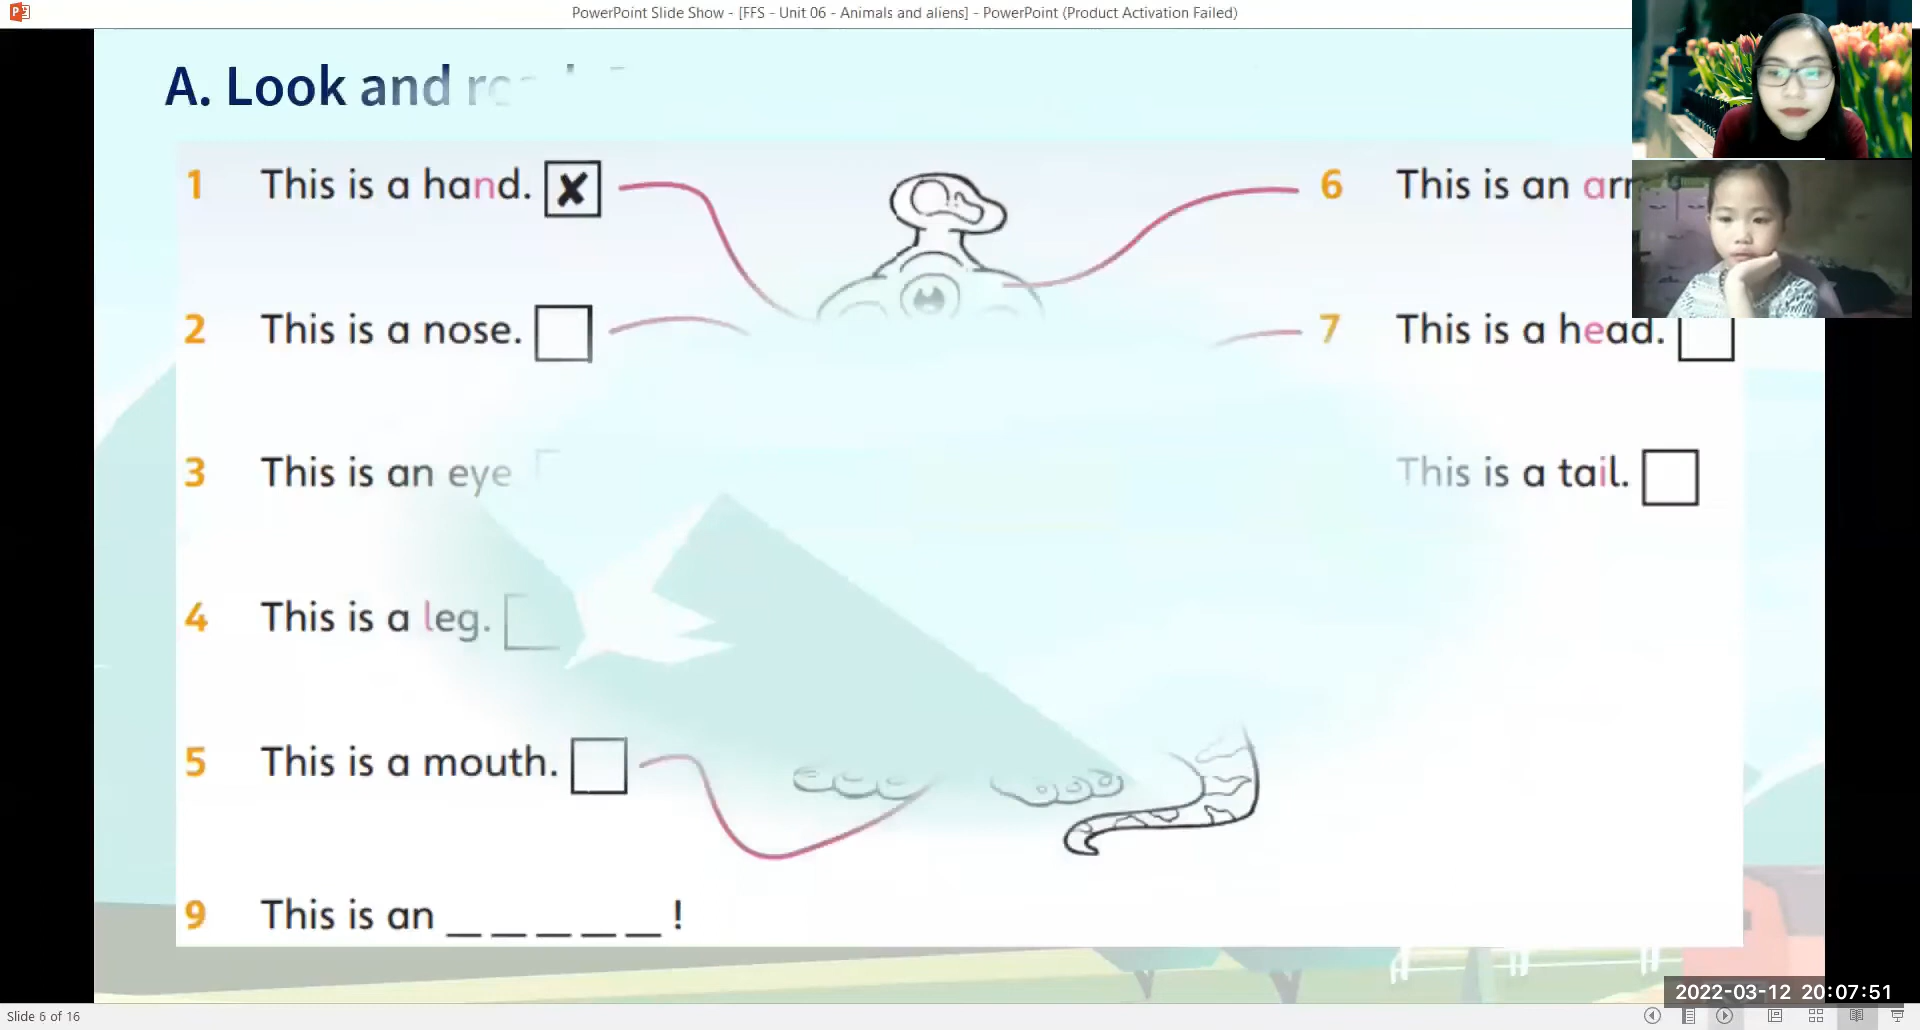 PowerPoint Slide Show - [FFS - Unit 06 - Animals and aliens] - PowerPoint (Product Activation Failed)
A. Look and
1 This is a hand.
2 This is a nose.
3 This is an eye
4 This is a leg.
5 This is a mouth.
9 This is an _ _ _ _ _ !
6 This is an
7 This is a head.
This is a tail.
2022-03-12 20:07:51
Slide 6 of 16